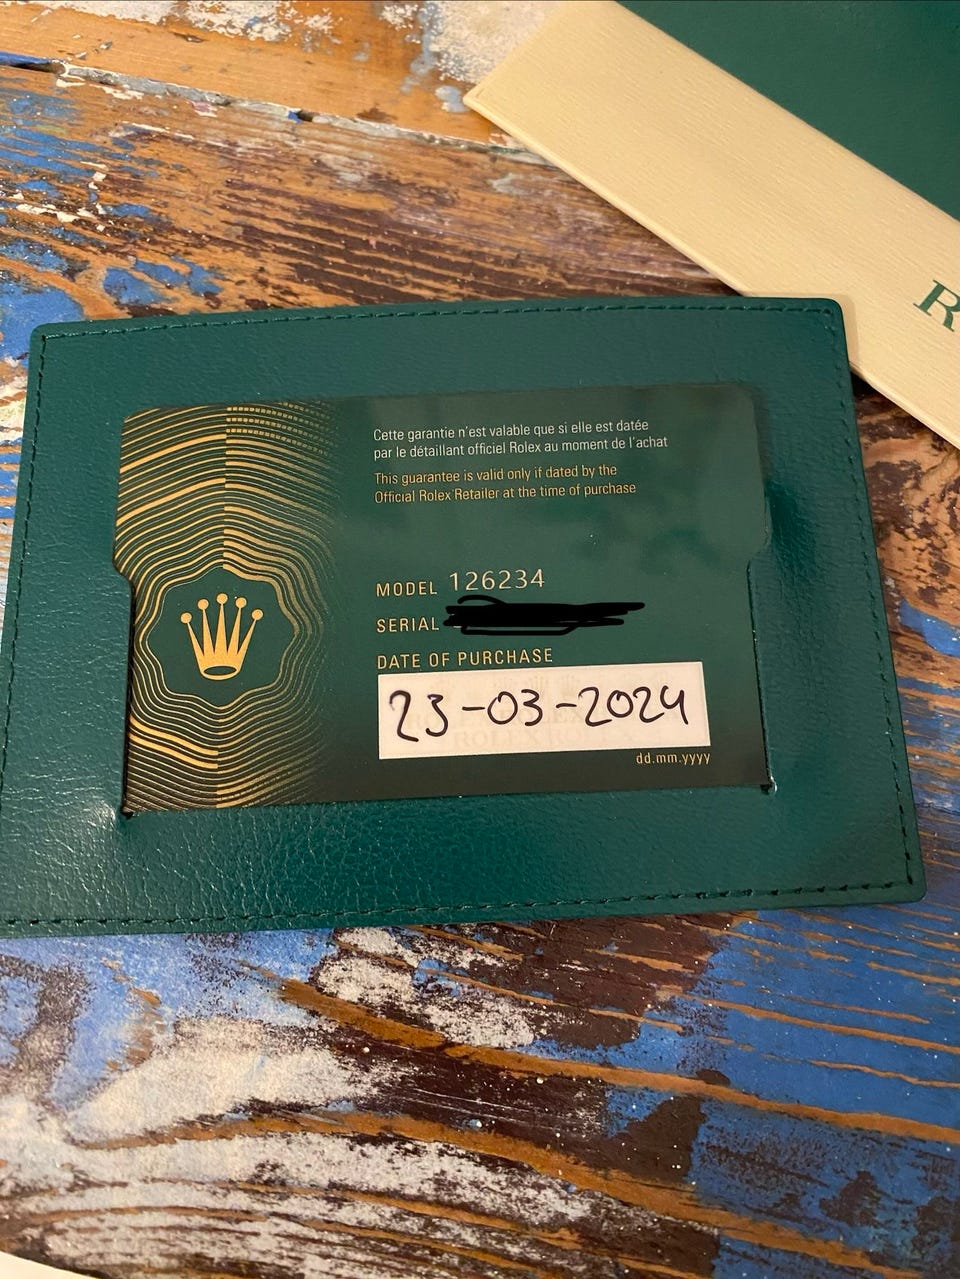 Cette garantie n'est valable que si elle est datée
par le détaillant officiel Rolex au moment de l'achat
This guarantee is valid only if dated by the
Official Rolex Retailer at the time of purchase
MODEL 126234
SERIAL
DATE OF PURCHASE
23-03-2024
dd.mm.yyyy
R